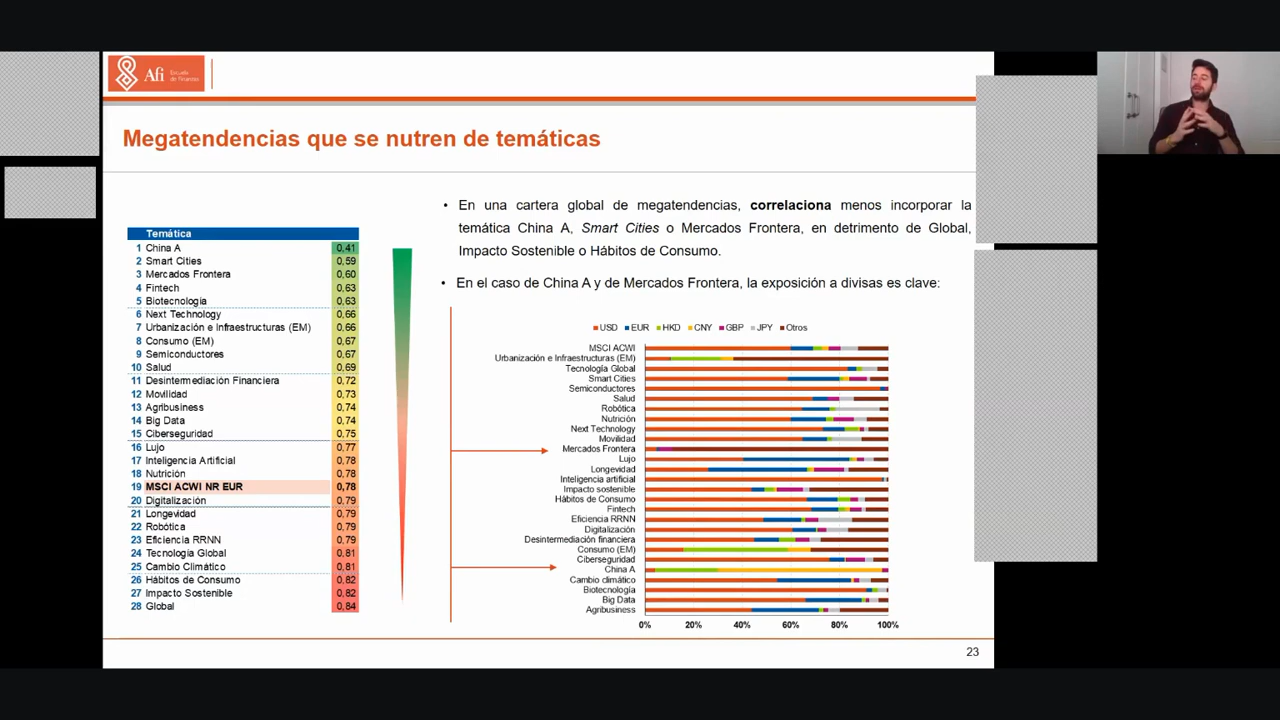 Afi Escuela de Finanzas
Megatendencias que se nutren de temáticas
• En una cartera global de megatendencias, correlaciona menos incorporar la
temática China A, Smart Cities o Mercados Frontera, en detrimento de Global,
Impacto Sostenible o Hábitos de Consumo.
• En el caso de China A y de Mercados Frontera, la exposición a divisas es clave:
Temática
1 China A 0,41
2 Smart Cities 0,59
3 Mercados Frontera 0,60
4 Fintech 0,63
5 Biotecnología 0,63
6 Next Technology 0,66
7 Urbanización e Infraestructuras (EM) 0,66
8 Consumo (EM) 0,67
9 Semiconductores 0,67
10 Salud 0,69
11 Desintermediación Financiera 0,72
12 Movilidad 0,73
13 Agribusiness 0,74
14 Big Data 0,74
15 Ciberseguridad 0,75
16 Lujo 0,77
17 Inteligencia Artificial 0,78
18 Nutrición 0,78
19 MSCI ACWI NR EUR 0,78
20 Digitalización 0,79
21 Longevidad 0,79
22 Robótica 0,79
23 Eficiencia RRNN 0,79
24 Tecnología Global 0,81
25 Cambio Climático 0,81
26 Hábitos de Consumo 0,82
27 Impacto Sostenible 0,82
28 Global 0,84
USD EUR HKD CNY GBP JPY Otros
MSCI ACWI
Urbanización e Infraestructuras (EM)
Tecnología Global
Smart Cities
Semiconductores
Salud
Robótica
Nutrición
Next Technology
Movilidad
Mercados Frontera
Lujo
Longevidad
Inteligencia artificial
Impacto sostenible
Hábitos de Consumo
Fintech
Eficiencia RRNN
Digitalización
Desintermediación financiera
Consumo (EM)
Ciberseguridad
China A
Cambio climático
Biotecnología
Big Data
Agribusiness
0% 20% 40% 60% 80% 100%
23